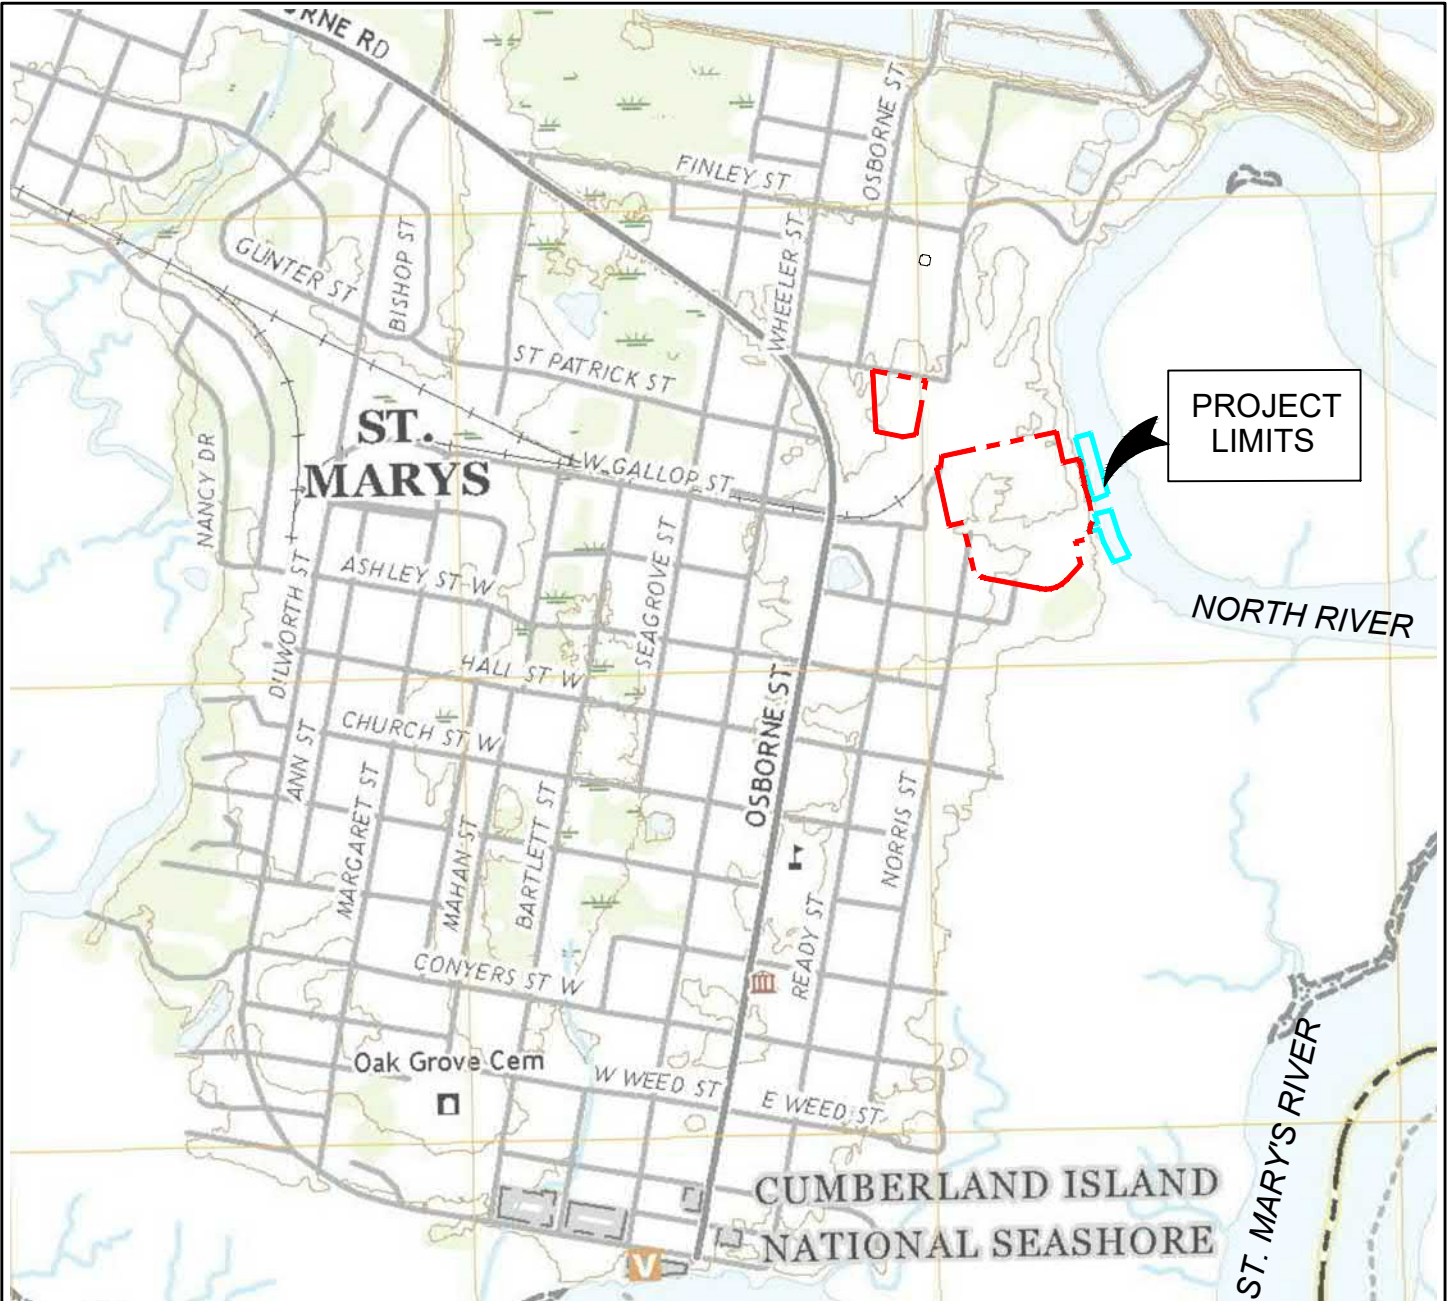 RNE RD
OSBORNE ST
FINLEY ST
WHEELER ST
GUNTER ST
BISHOP ST
ST PATRICK ST
PROJECT
LIMITS
ST.
MARYS
NANCY DR
W GALLOP ST
SEAGROVE ST
ASHLEY ST W
DILWORTH ST
NORTH RIVER
HALL ST W
OSBORNE ST
CHURCH ST W
ANN ST
MARGARET ST
MAHAN ST
BARTLETT ST
NORRIS ST
READY ST
CONYERS ST W
Oak Grove Cem
W WEED ST
E WEED ST
ST. MARY'S RIVER
CUMBERLAND ISLAND
NATIONAL SEASHORE
V